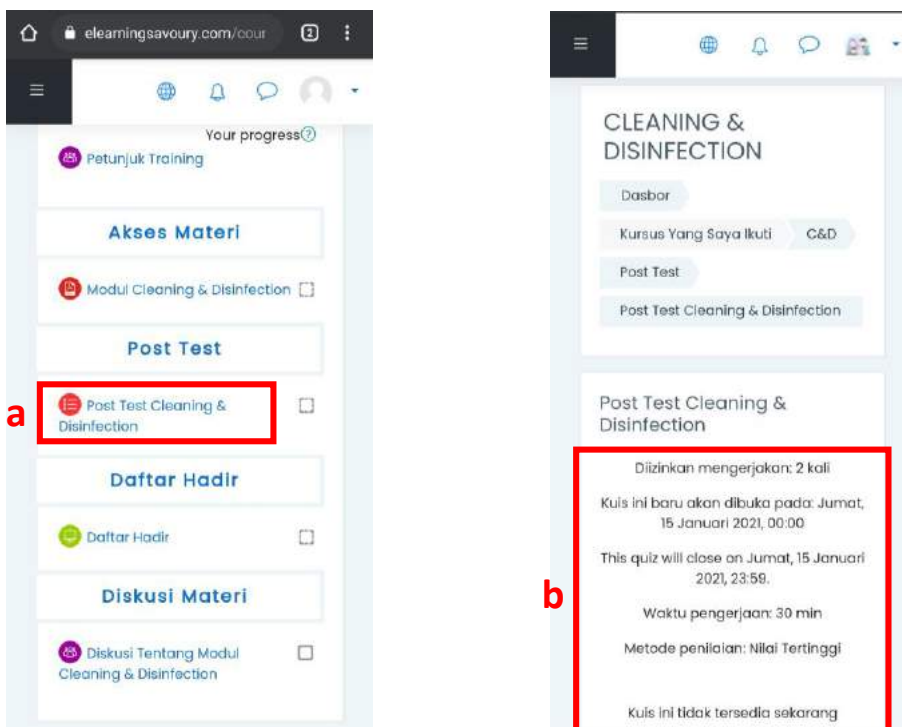 elearningsavoury.com/cour
2
Your progress
Petunjuk Training
Akses Materi
Modul Cleaning & Disinfection
Post Test
a
Post Test Cleaning &
Disinfection
Daftar Hadir
Daftar Hadir
Diskusi Materi
Diskusi Tentang Modul
Cleaning & Disinfection
CLEANING &
DISINFECTION
Dasbor
Kursus Yang Saya Ikuti C&D
Post Test
Post Test Cleaning & Disinfection
Post Test Cleaning &
Disinfection
Diizinkan mengerjakan: 2 kali
Kuis ini baru akan dibuka pada: Jumat,
15 Januari 2021, 00:00
This quiz will close on Jumat, 15 Januari
2021, 23:59.
b
Waktu pengerjaan: 30 min
Metode penilaian: Nilai Tertinggi
Kuis ini tidak tersedia sekarang